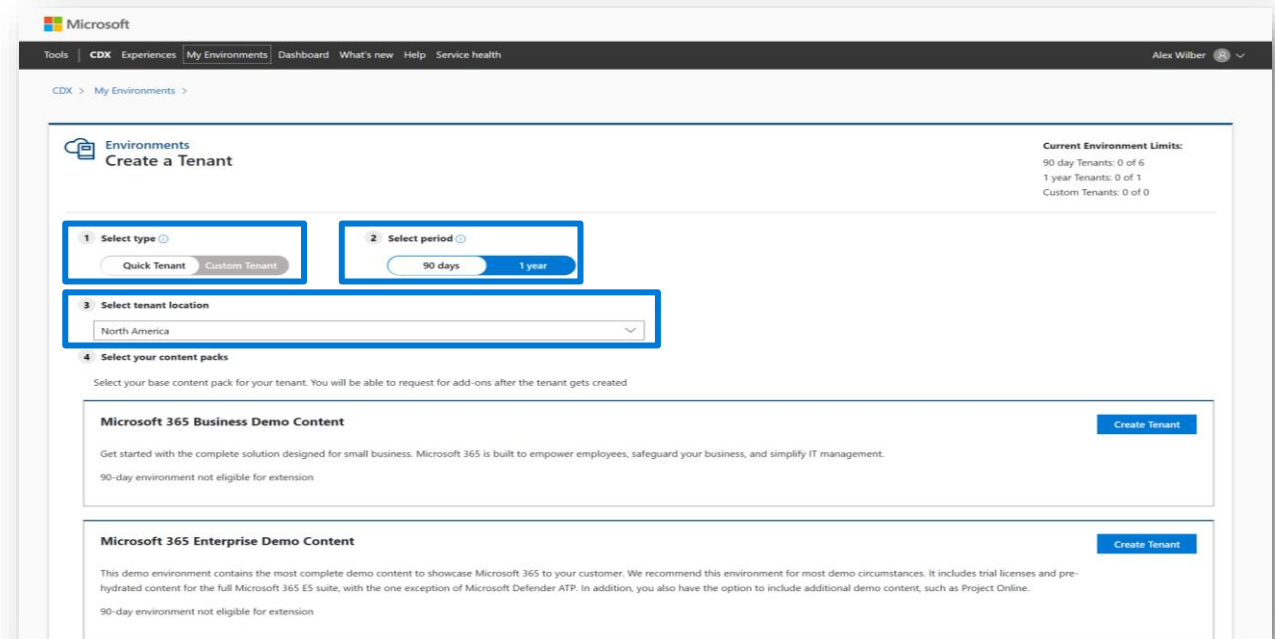 Microsoft
Tools | CDX Experiences My Environments Dashboard What's new Help Service health Alex Wilber
CDX > My Environments >
Environments
Create a Tenant
Current Environment Limits:
90 day Tenants: 0 of 6
1 year Tenants: 0 of 1
Custom Tenants: 0 of 0
1 Select type
Quick Tenant Custom Tenant
2 Select period
90 days 1 year
3 Select tenant location
North America
4 Select your content packs
Select your base content pack for your tenant. You will be able to request for add-ons after the tenant gets created
Microsoft 365 Business Demo Content
Create Tenant
Get started with the complete solution designed for small business. Microsoft 365 is built to empower employees, safeguard your business, and simplify IT management.
90-day environment not eligible for extension
Microsoft 365 Enterprise Demo Content
Create Tenant
This demo environment contains the most complete demo content to showcase Microsoft 365 to your customer. We recommend this environment for most demo circumstances. It includes trial licenses and pre-
hydrated content for the full Microsoft 365 E5 suite, with the one exception of Microsoft Defender ATP. In addition, you also have the option to include additional demo content, such as Project Online.
90-day environment not eligible for extension